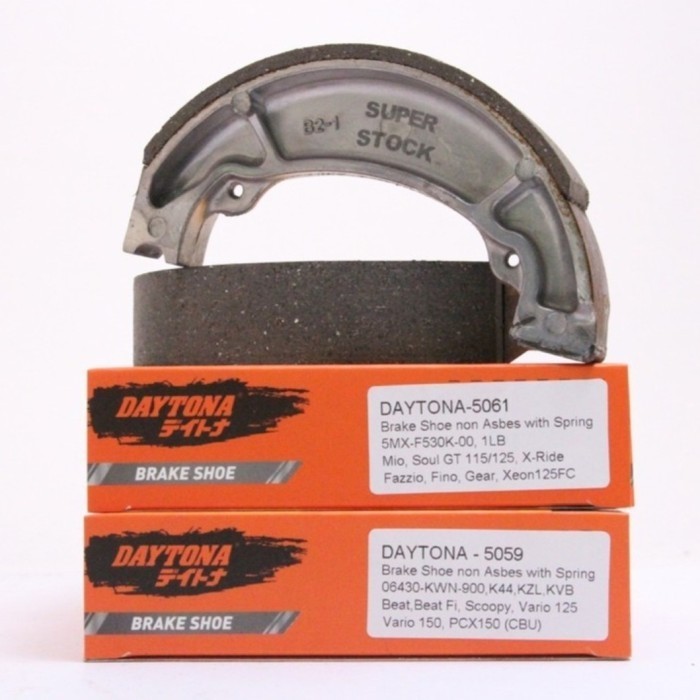 B2-1 SUPER
STOCK
DAYTONA
デイトナ
BRAKE SHOE
DAYTONA-5061
Brake Shoe non Asbes with Spring
5MX-F530K-00, 1LB
Mio, Soul GT 115/125, X-Ride
Fazzio, Fino, Gear, Xeon125FC
DAYTONA
デイトナ
BRAKE SHOE
DAYTONA - 5059
Brake Shoe non Asbes with Spring
06430-KWN-900,K44,KZL,KVB
Beat,Beat Fi, Scoopy, Vario 125
Vario 150, PCX150 (CBU)